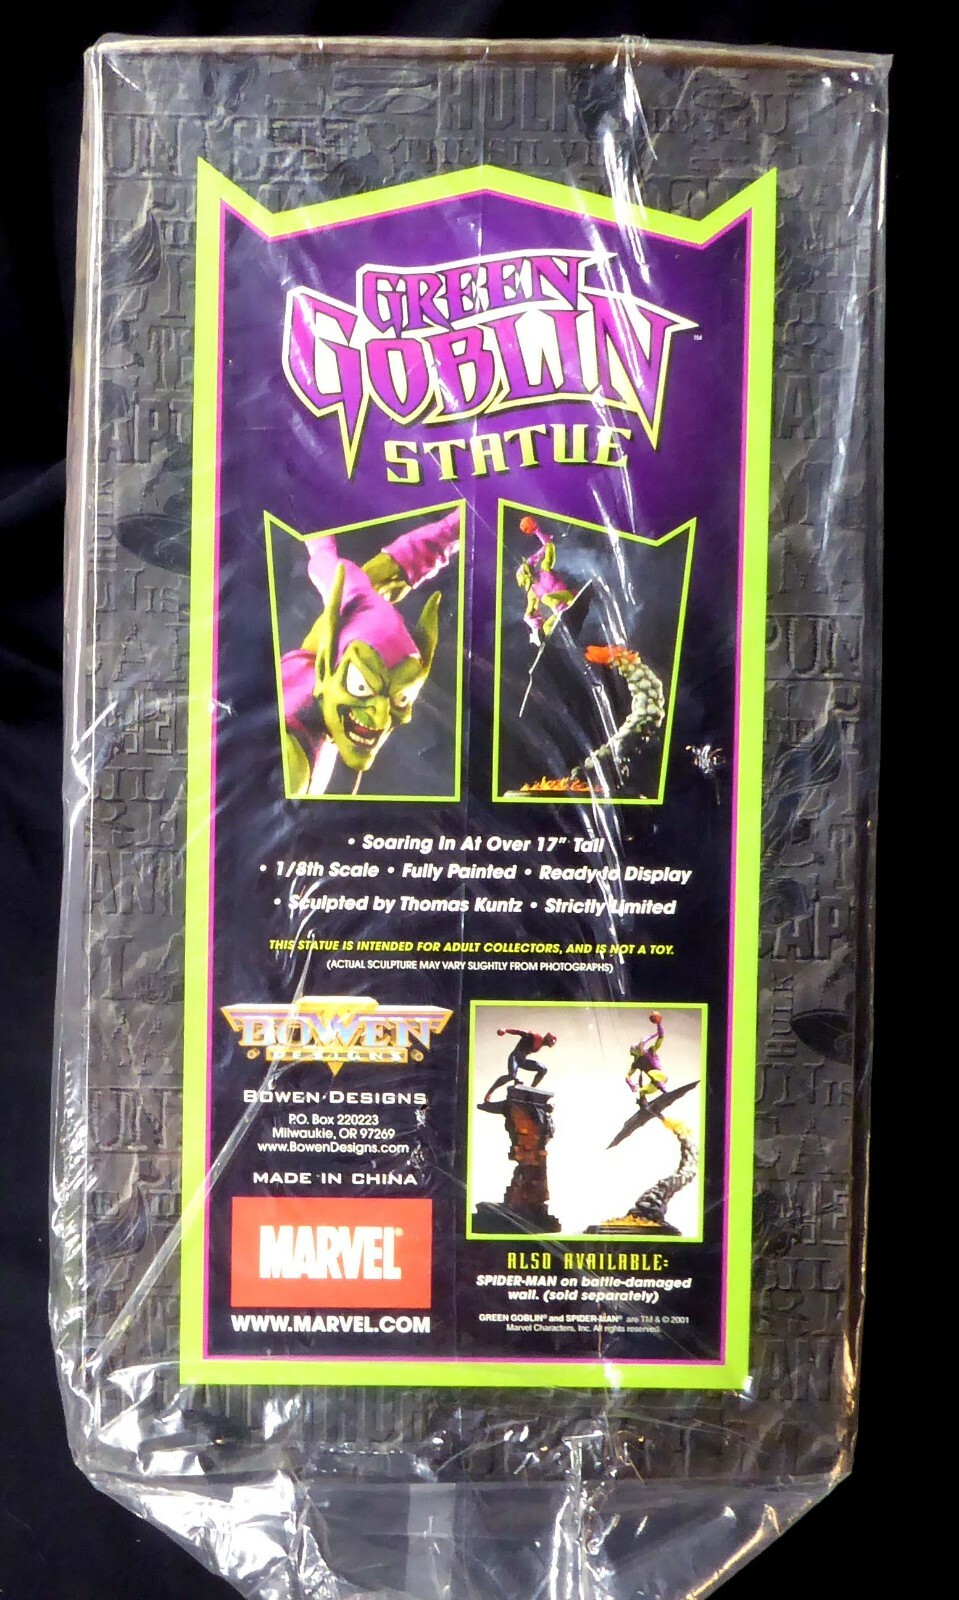 GREEN
GOBLIN™
STATUE
• Soaring In At Over 17" Tall
• 1/8th Scale • Fully Painted • Ready to Display
• Sculpted by Thomas Kuntz • Strictly Limited
THIS STATUE IS INTENDED FOR ADULT COLLECTORS, AND IS NOT A TOY.
(ACTUAL SCULPTURE MAY VARY SLIGHTLY FROM PHOTOGRAPHS)
BOWEN
DESIGNS
BOWEN•DESIGNS
P.O. Box 220223
Milwaukie, OR 97269
www.BowenDesigns.com
MADE IN CHINA
MARVEL®
WWW.MARVEL.COM
ALSO AVAILABLE:
SPIDER-MAN on battle-damaged
wall. (sold separately)
GREEN GOBLIN® and SPIDER-MAN® are TM & © 2001
Marvel Characters, Inc. All rights reserved.